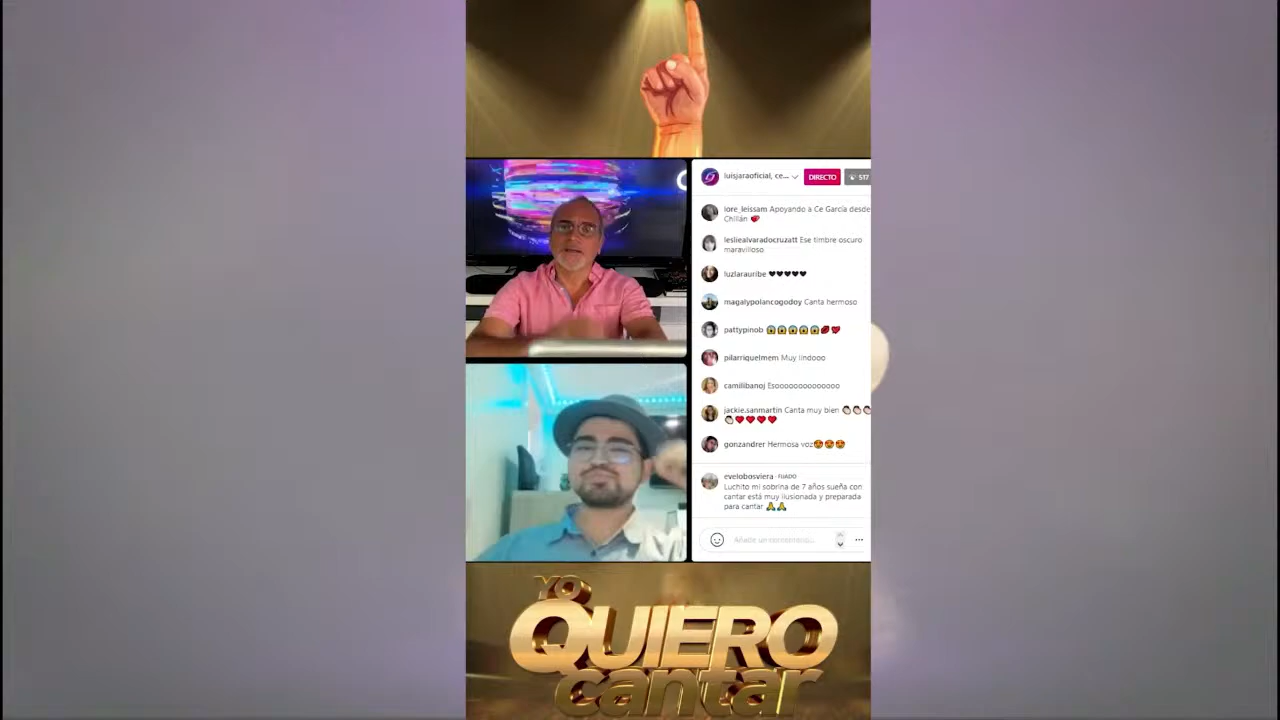 luisjaraoficial, ce...
DIRECTO
517
lore_leissam Apoyando a Ce García desde
Chillán
lesliealvaradocruzatt Ese timbre oscuro
maravilloso
luzlarauribe ♥♥♥♥♥
magalypolancogodoy Canta hermoso
pattypinob 😱😱😱😱😱💋❤️
pilarriquelmem Muy lindooo
camilibanoj Esoooooooooooooo
jackie.sanmartin Canta muy bien 👏🏻👏🏻👏🏻
👏🏻❤️❤️❤️❤️
gonzandrer Hermosa voz😍😍😍
evelobosviera · FIJADO
Luchito mi sobrina de 7 años sueña con
cantar está muy ilusionada y preparada
para cantar 🙏🙏
Añade un comentario...
YO
QUIERO
cantar